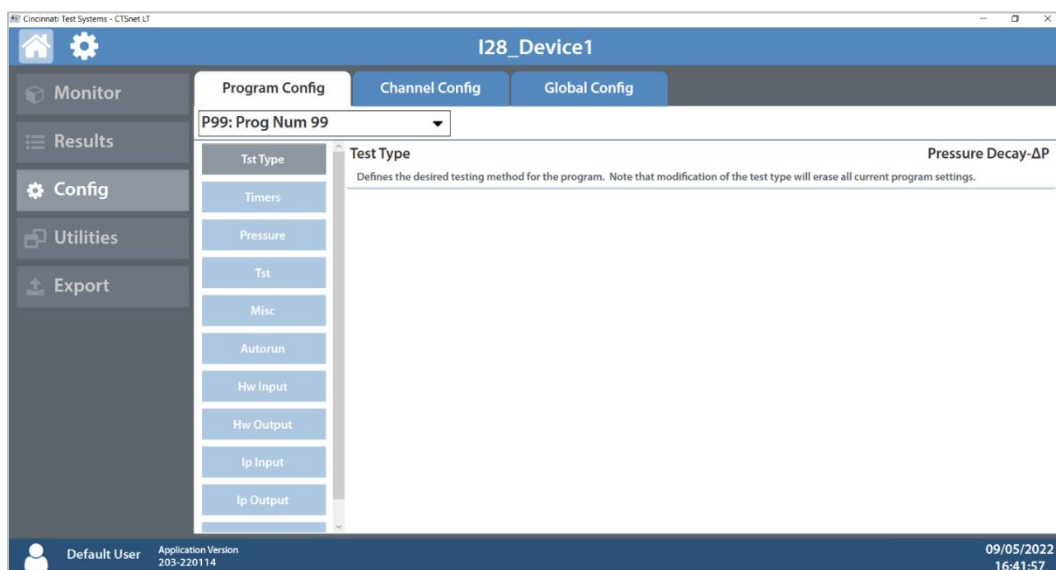 Cincinnati Test Systems - CTSnet LT
I28_Device1
Monitor
Results
Config
Utilities
Export
Program Config
Channel Config
Global Config
P99: Prog Num 99
Tst Type
Timers
Pressure
Tst
Misc
Autorun
Hw Input
Hw Output
Ip Input
Ip Output
Test Type
Pressure Decay-ΔP
Defines the desired testing method for the program. Note that modification of the test type will erase all current program settings.
Default User
Application Version
203-220114
09/05/2022
16:41:57